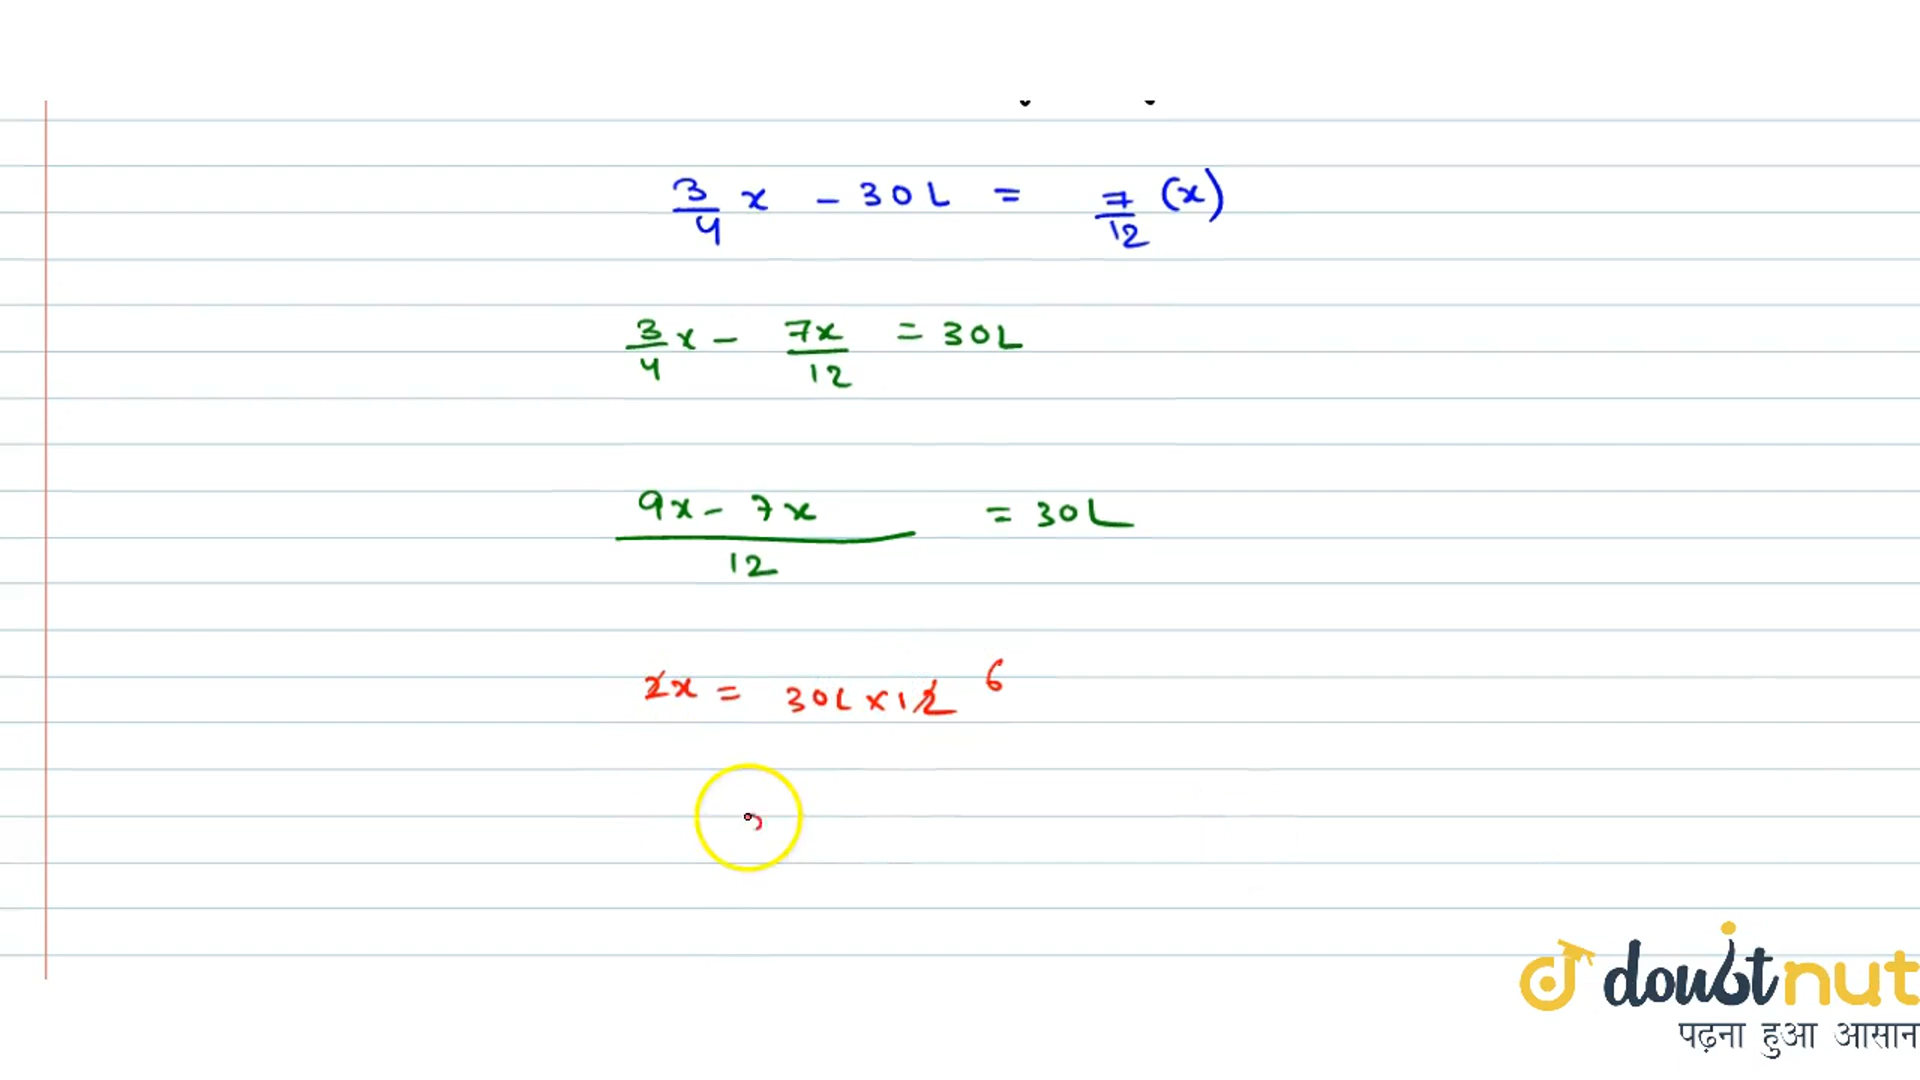 3/4 x - 30L = 7/12 (x)
3/4 x - 7x/12 = 30L
9x - 7x / 12 = 30L
2x = 30L x 12 6
doubtnut
पढ़ना हुआ आसान